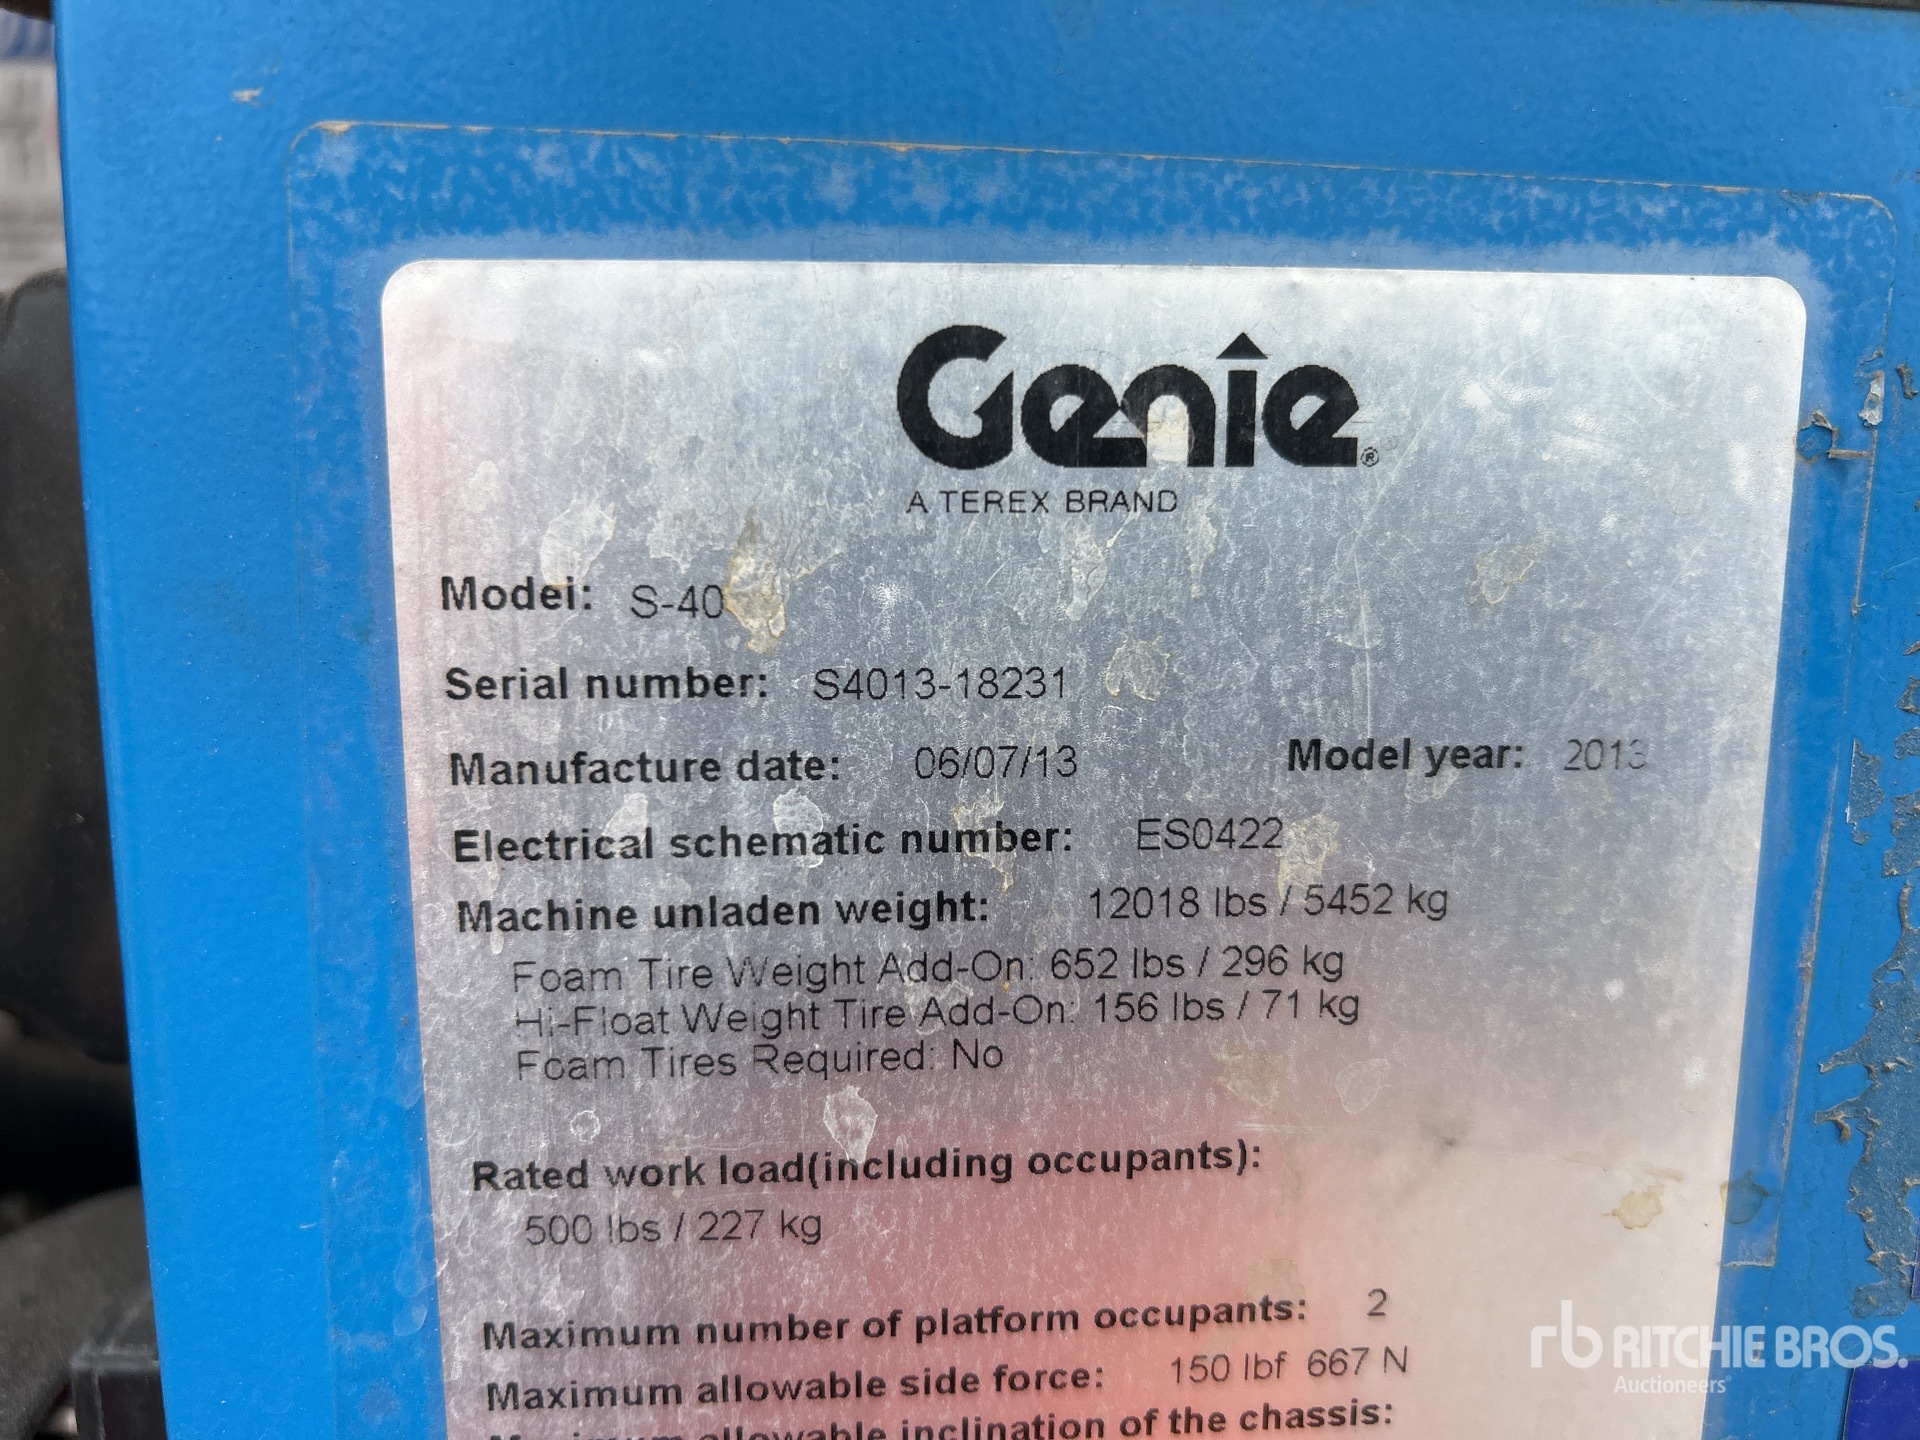 Genie®
A TEREX BRAND
Model: S-40
Serial number: S4013-18231
Manufacture date: 06/07/13 Model year: 2013
Electrical schematic number: ES0422
Machine unladen weight: 12018 lbs / 5452 kg
Foam Tire Weight Add-On: 652 lbs / 296 kg
Hi-Float Weight Tire Add-On: 156 lbs / 71 kg
Foam Tires Required: No
Rated work load(including occupants):
500 lbs / 227 kg
Maximum number of platform occupants: 2
Maximum allowable side force: 150 lbf 667 N
Maximum allowable inclination of the chassis:
rb RITCHIE BROS.
Auctioneers